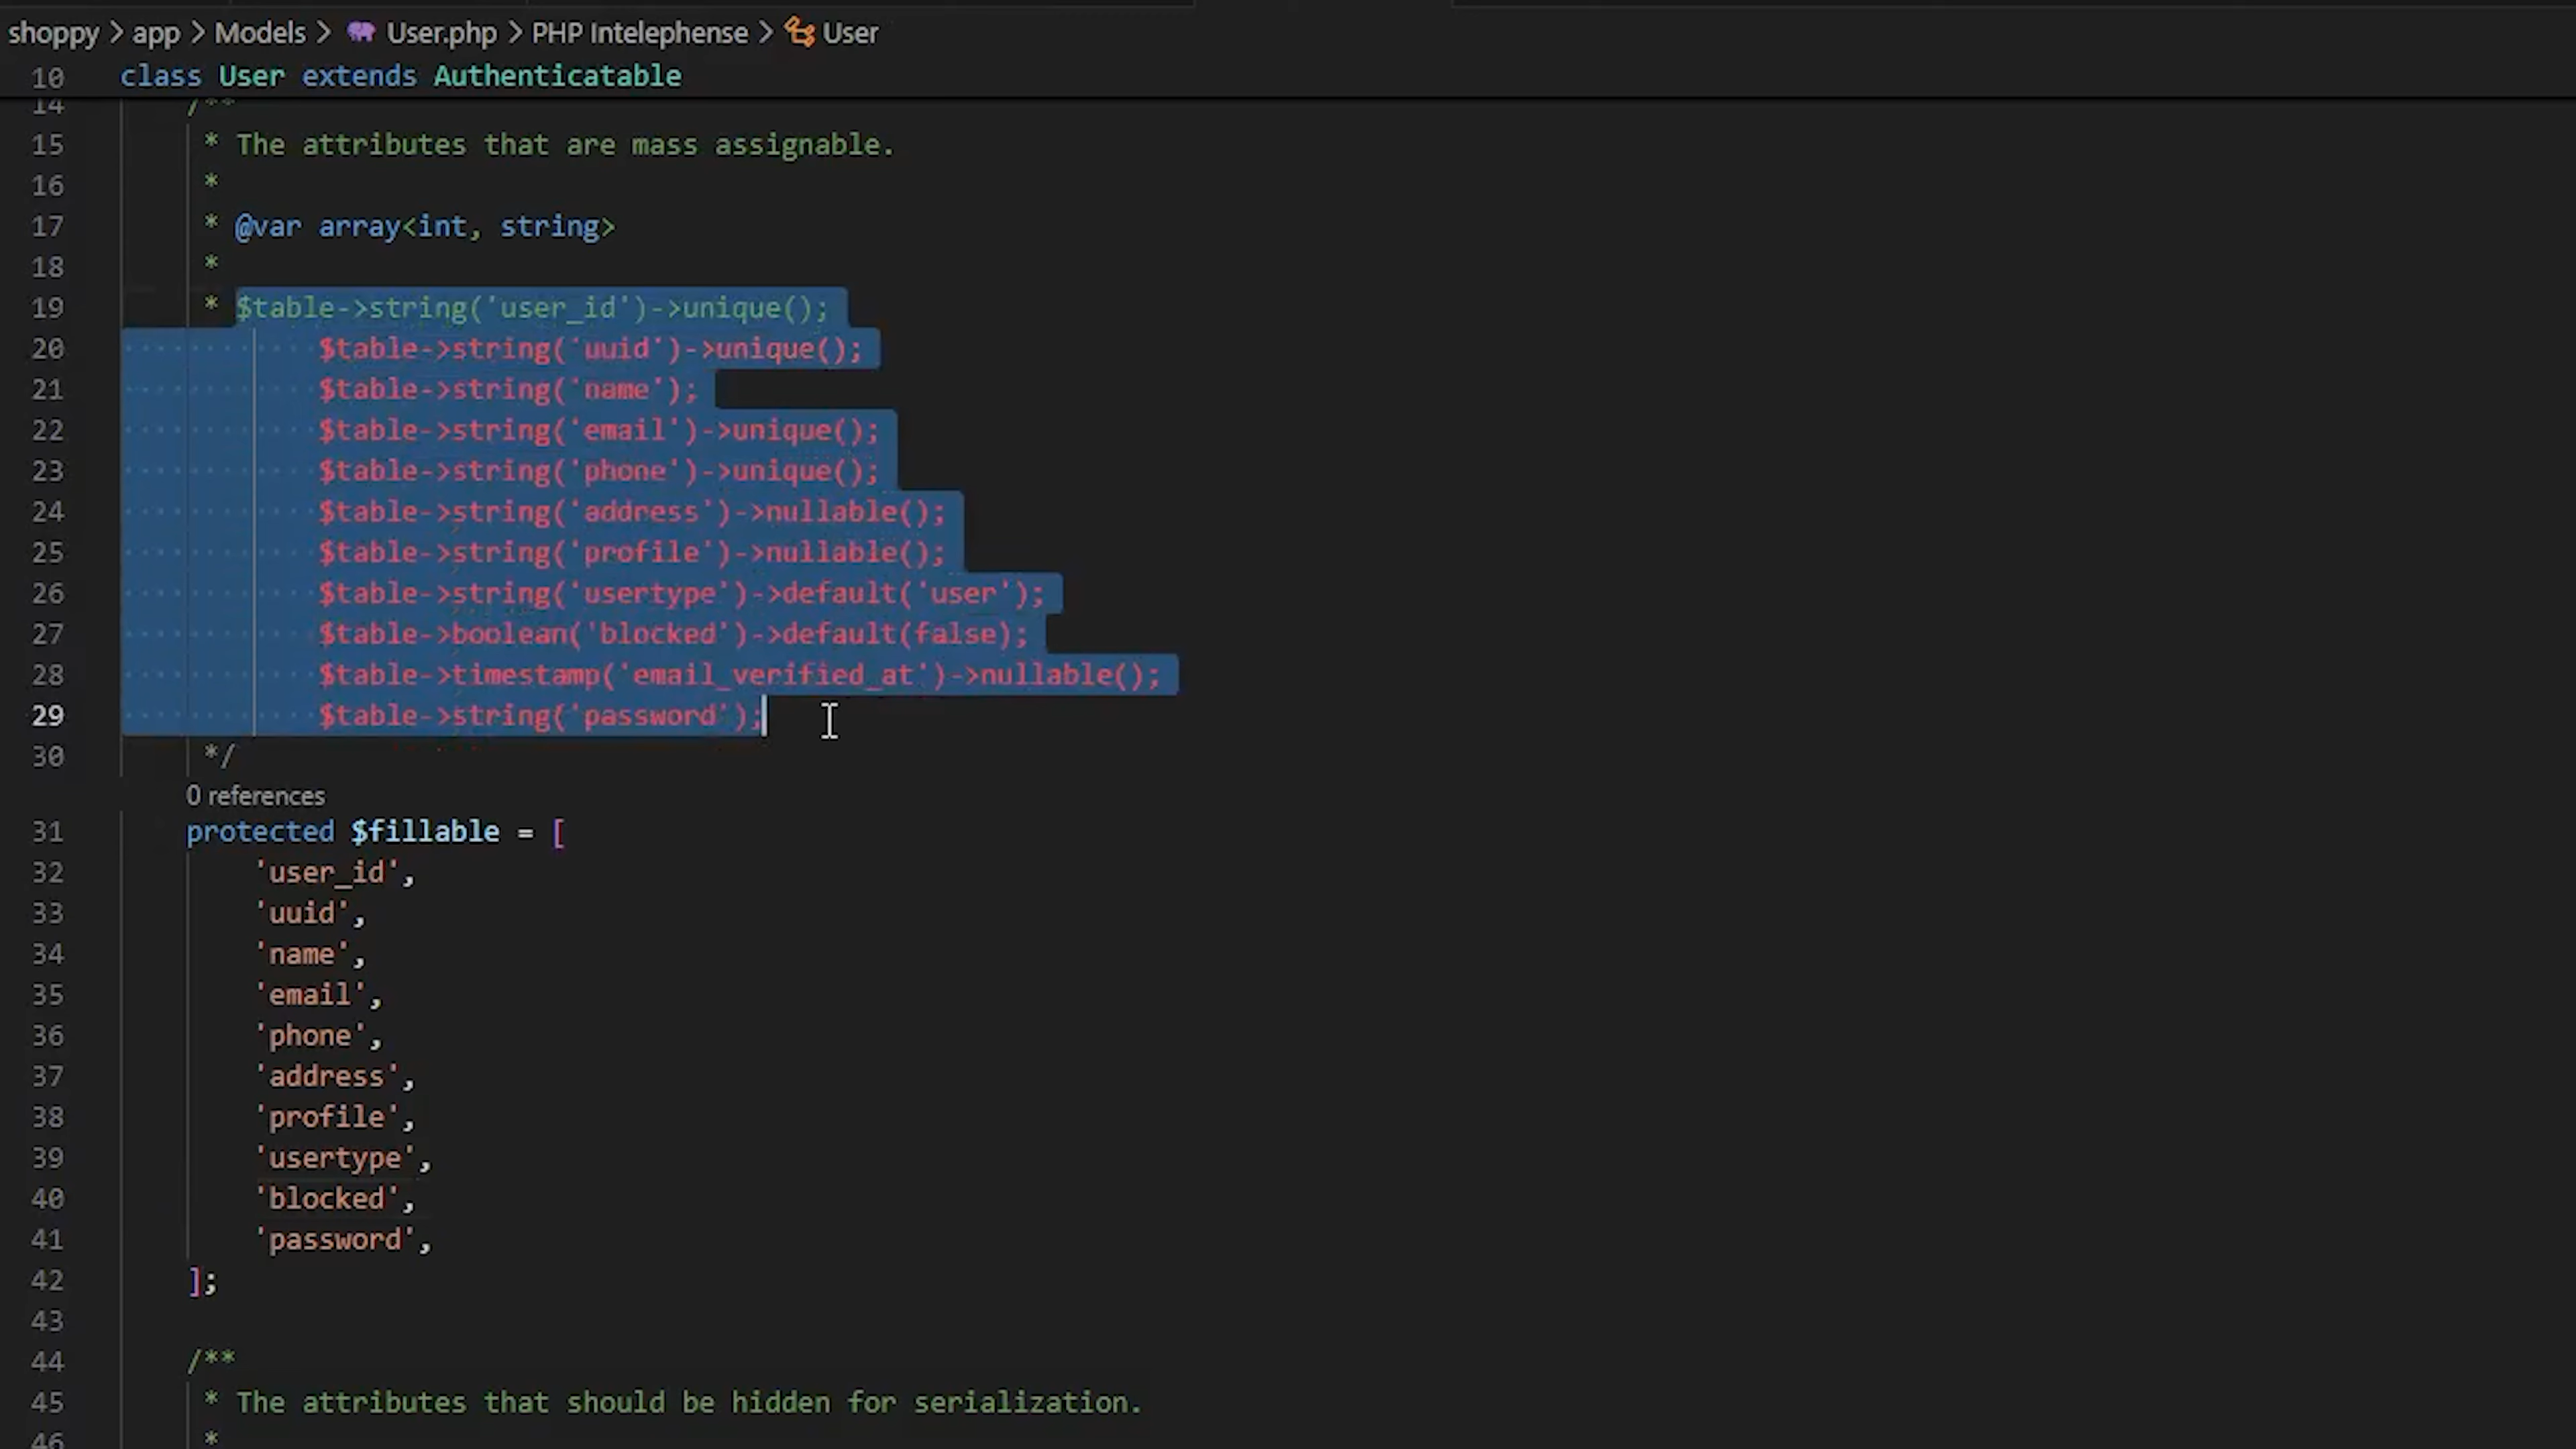 shoppy > app > Models > User.php > PHP Intelephense > User
10 class User extends Authenticatable
14 /**
15 * The attributes that are mass assignable.
16 *
17 * @var array<int, string>
18 *
19 * $table->string('user_id')->unique();
20 $table->string('uuid')->unique();
21 $table->string('name');
22 $table->string('email')->unique();
23 $table->string('phone')->unique();
24 $table->string('address')->nullable();
25 $table->string('profile')->nullable();
26 $table->string('usertype')->default('user');
27 $table->boolean('blocked')->default(false);
28 $table->timestamp('email_verified_at')->nullable();
29 $table->string('password');
30 */
0 references
31 protected $fillable = [
32 'user_id',
33 'uuid',
34 'name',
35 'email',
36 'phone',
37 'address',
38 'profile',
39 'usertype',
40 'blocked',
41 'password',
42 ];
43
44 /**
45 * The attributes that should be hidden for serialization.
46 *